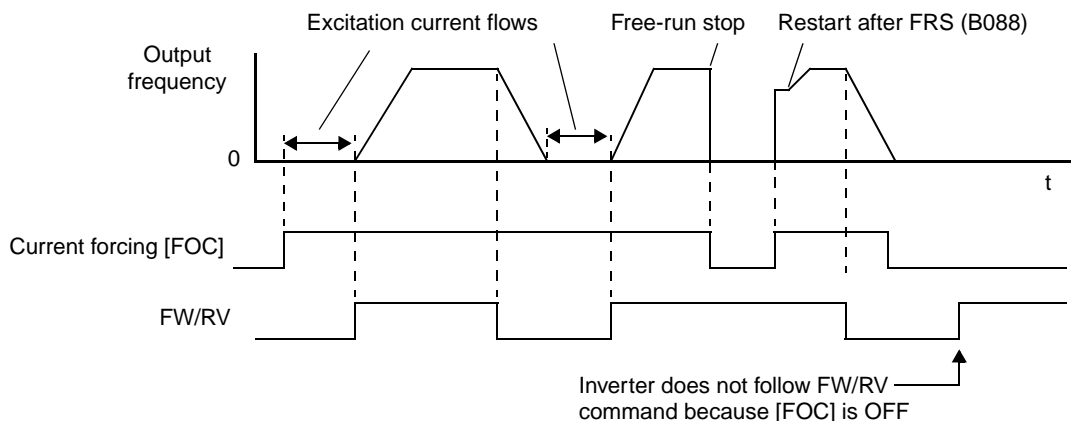 Excitation current flows
Free-run stop
Restart after FRS (B088)
Output
frequency
0
t
Current forcing [FOC]
FW/RV
Inverter does not follow FW/RV
command because [FOC] is OFF